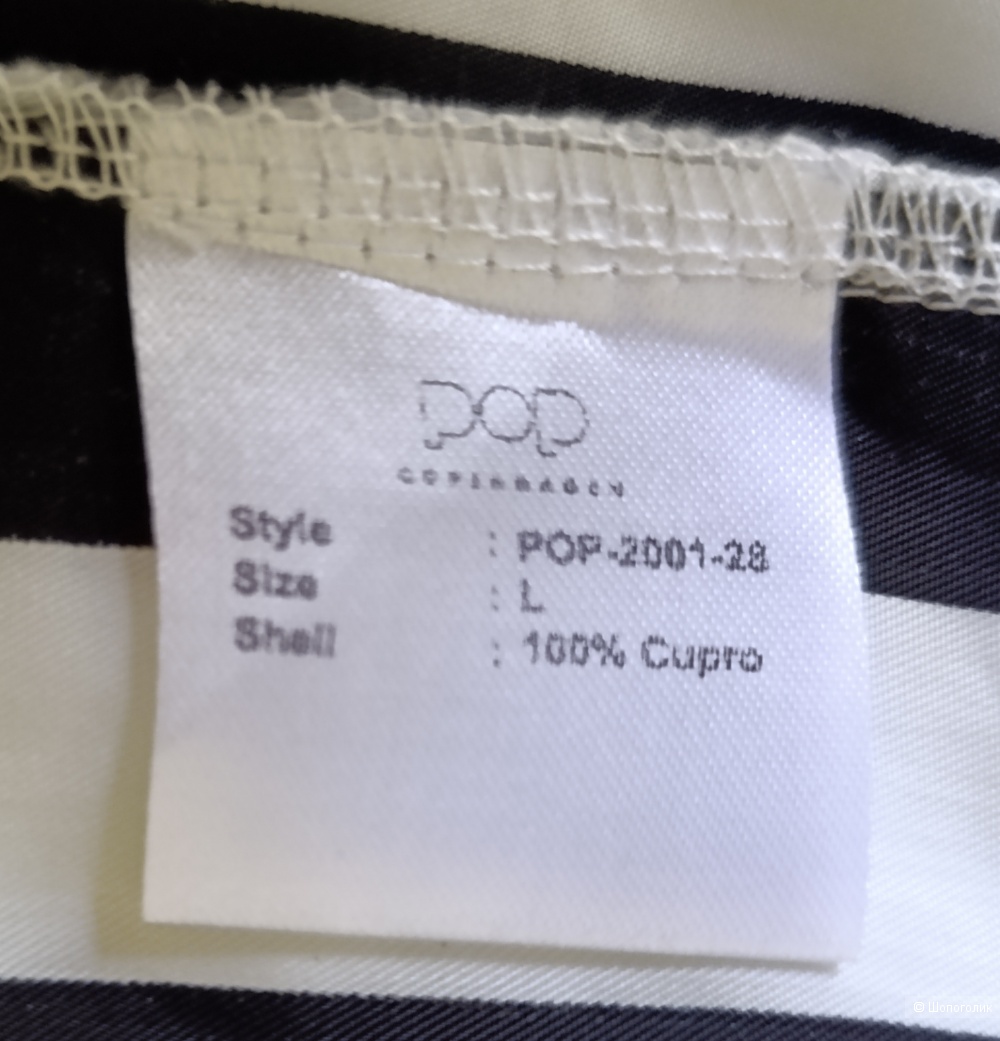 pop
COPENHAGEN
Style : POP-2001-28
Size : L
Shell : 100% Cupro
© Шопоголик